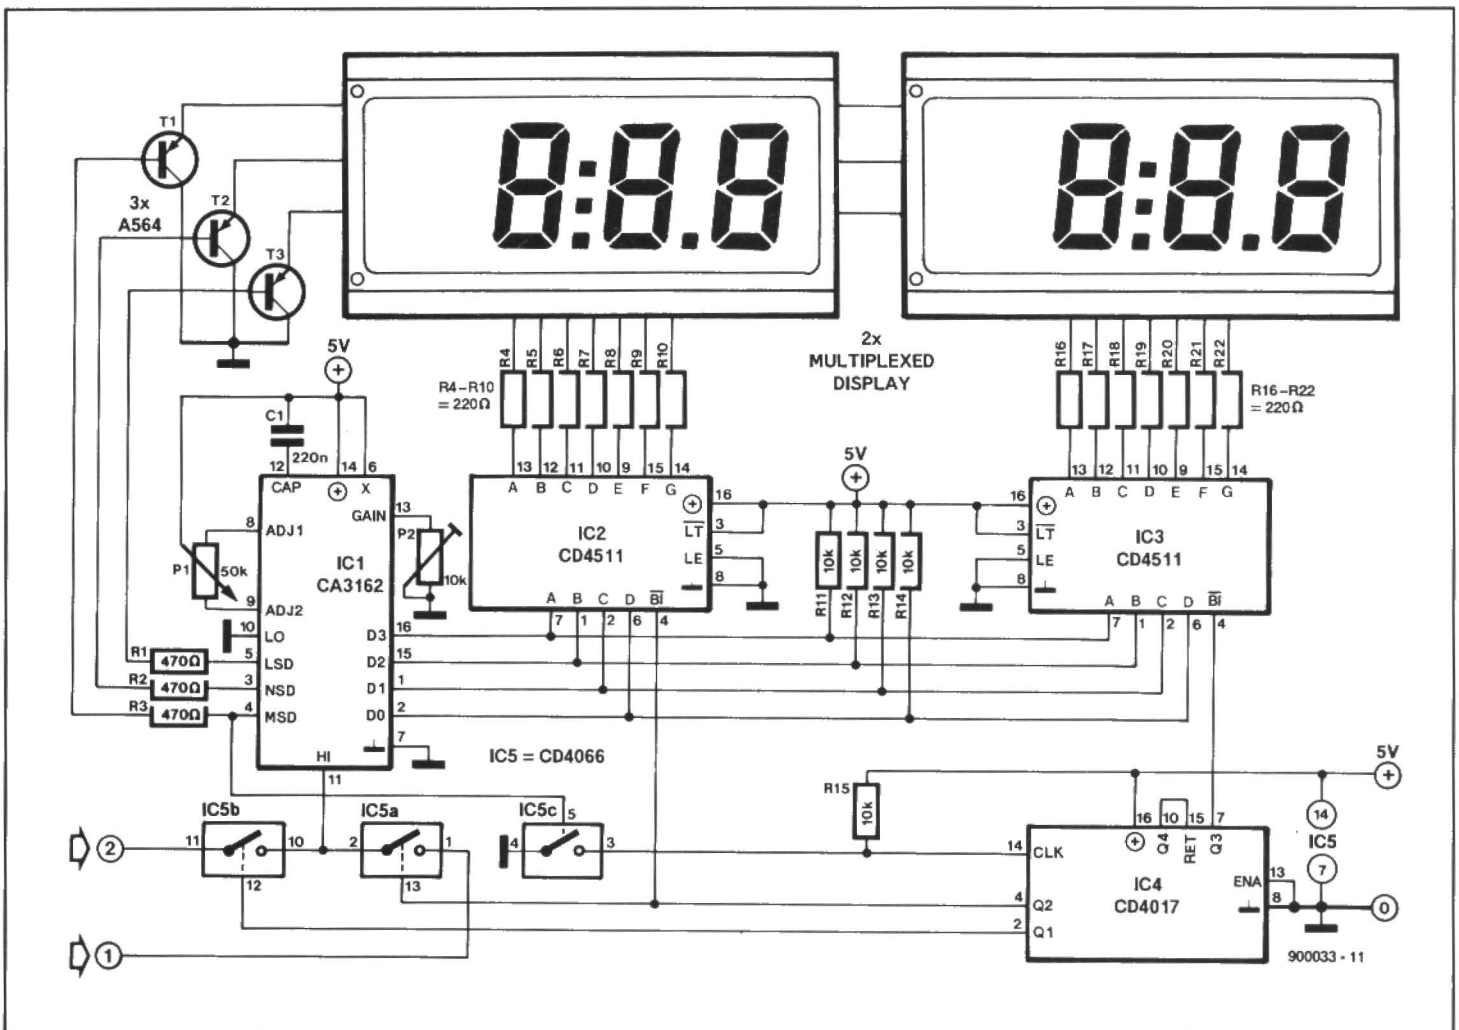 T1
3x
A564
T2
T3
2x
MULTIPLEXED
DISPLAY
R4
R5
R6
R7
R8
R9
R10
R4–R10
= 220Ω
R16
R17
R18
R19
R20
R21
R22
R16–R22
= 220Ω
5V
+
C1
220n
12
14
6
CAP
+
X
13
GAIN
P2
10k
8
ADJ1
IC1
CA3162
P1
50k
9
ADJ2
10
LO
R1
470Ω
5
LSD
R2
470Ω
3
NSD
R3
470Ω
4
MSD
HI
11
D3
16
D2
15
D1
1
D0
2
7
13
12
11
10
9
15
14
A
B
C
D
E
F
G
+
16
IC2
CD4511
LT
3
LE
5
8
A
B
C
D
BI
7
1
2
6
4
5V
+
10k
10k
10k
10k
R11
R12
R13
R14
13
12
11
10
9
15
14
A
B
C
D
E
F
G
16
+
IC3
CD4511
3
LT
5
LE
8
A
B
C
D
BI
7
1
2
6
4
IC5 = CD4066
IC5b
11
10
12
IC5a
2
1
13
IC5c
5
4
3
2
1
R15
10k
5V
+
16
10
15
7
+
Q4
RET
Q3
14
CLK
IC4
CD4017
ENA
13
8
4
Q2
2
Q1
14
IC5
7
0
900033 - 11